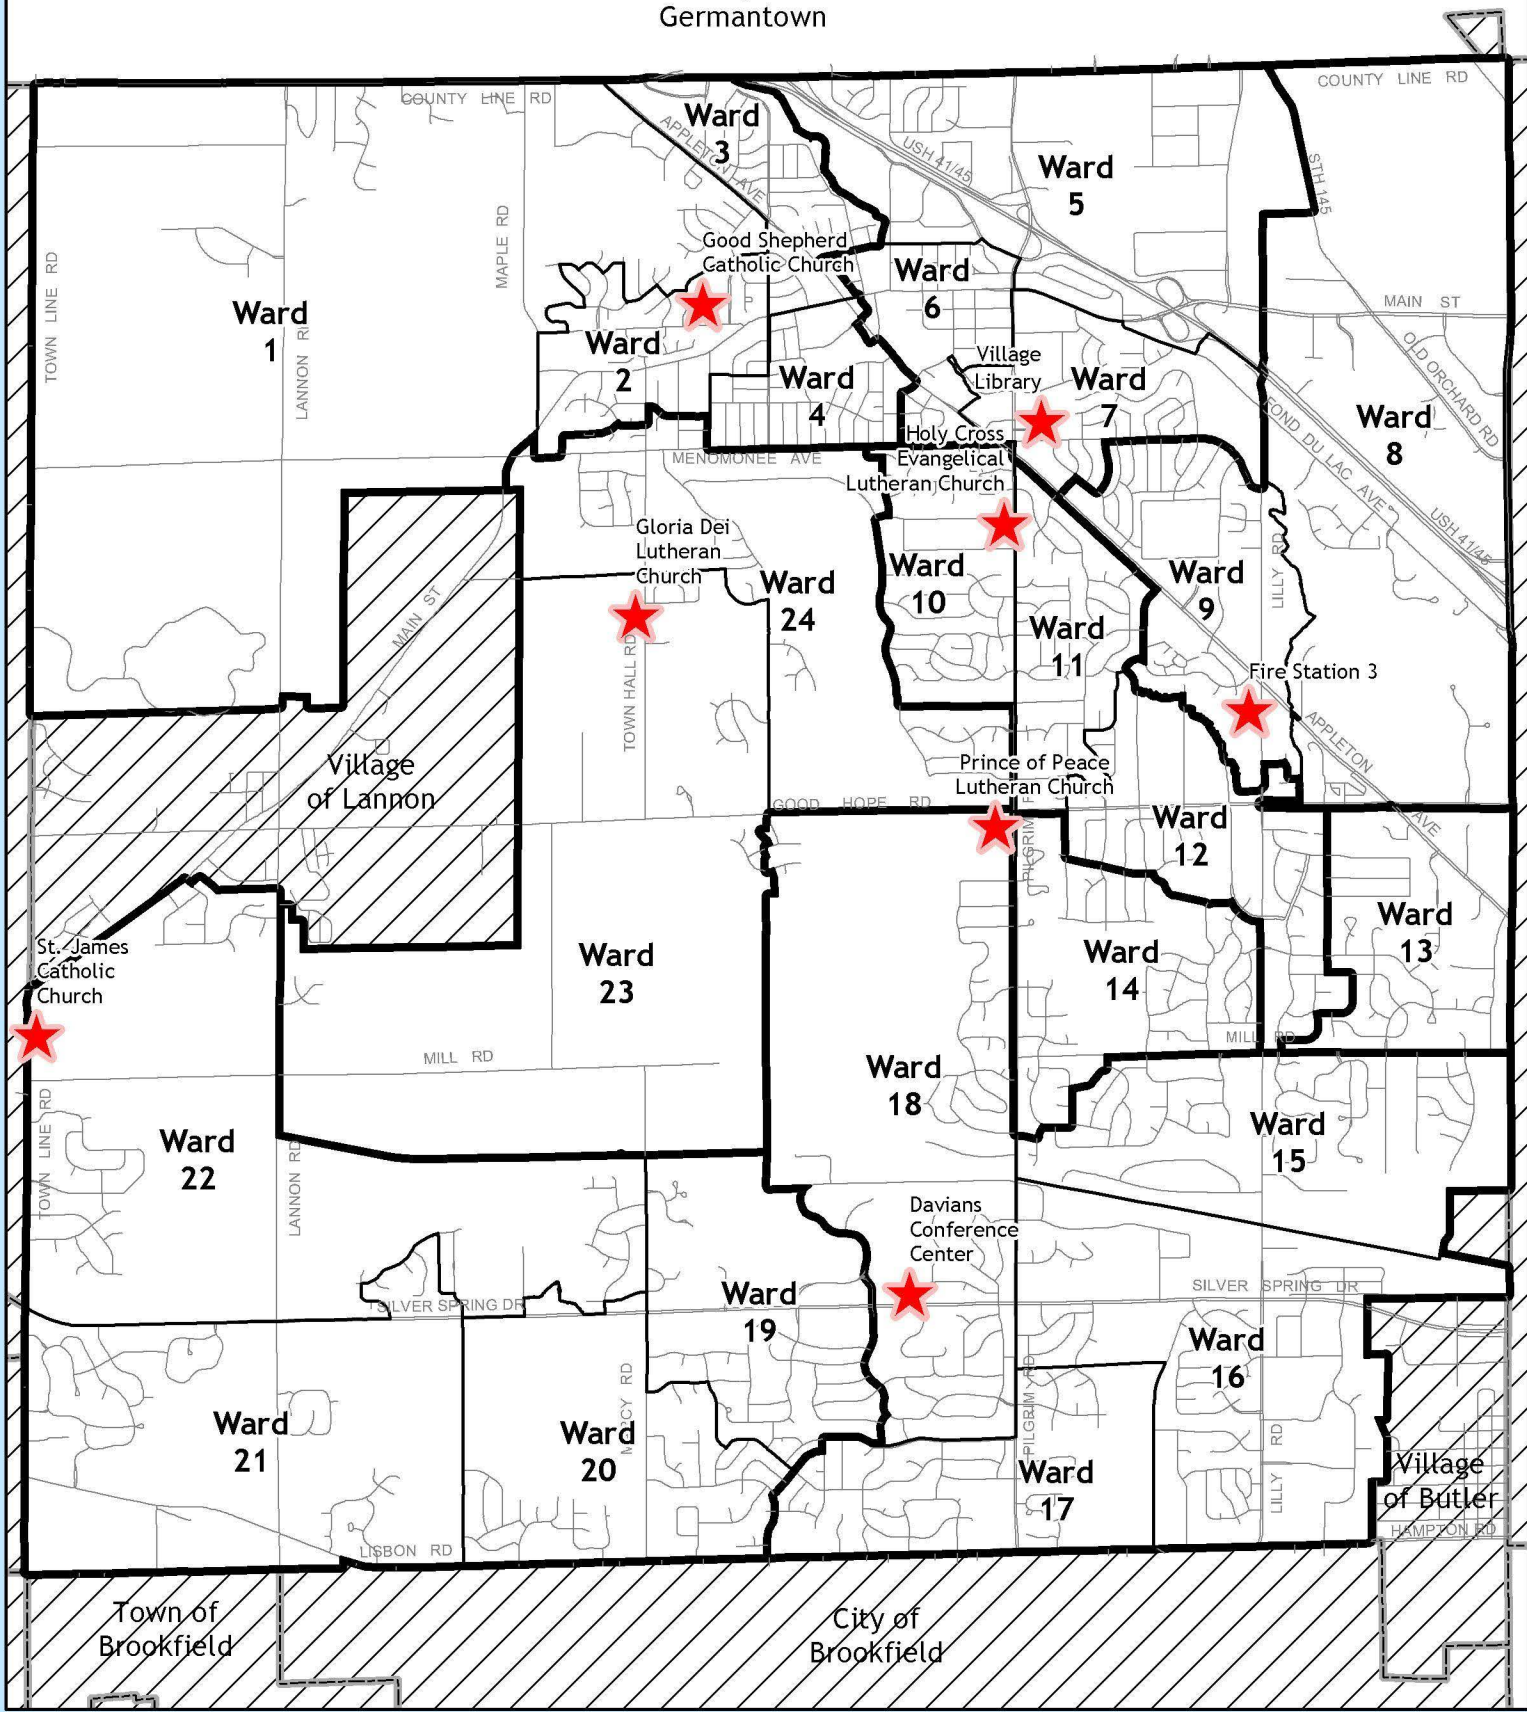 Germantown
COUNTY LINE RD
COUNTY LINE RD
Ward
3
APPLETON AVE
USH 41/45
Ward
5
STH 145
Good Shepherd
Catholic Church
Ward
6
MAPLE RD
TOWN LINE RD
Ward
1
LANNON RD
Ward
2
MAIN ST
OLD ORCHARD RD
Village
Library
Ward
4
Ward
7
Ward
8
FOND DU LAC AVE
USH 41/45
Holy Cross
Evangelical
Lutheran Church
MENOMONEE AVE
Gloria Dei
Lutheran
Church
Ward
24
Ward
10
Ward
9
LILLY RD
MAIN ST
Ward
11
TOWN HALL RD
Fire Station 3
APPLETON AVE
Village
of Lannon
Prince of Peace
Lutheran Church
GOOD HOPE RD
PILGRIM R
Ward
12
Ward
13
St. James
Catholic
Church
Ward
23
Ward
14
MILL RD
MILL RD
Ward
18
Ward
15
TOWN LINE RD
Ward
22
LANNON RD
Davians
Conference
Center
SILVER SPRING DR
SILVER SPRING DR
Ward
19
Ward
16
PILGRIM RD
LILLY RD
Ward
21
Ward
20
CY RD
Ward
17
Village
of Butler
HAMPTON RD
LISBON RD
Town of
Brookfield
City of
Brookfield